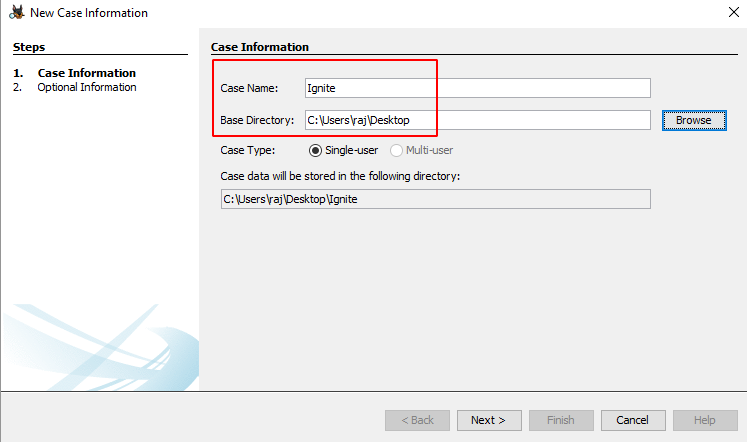 New Case Information
Steps
1. Case Information
2. Optional Information
Case Information
Case Name: Ignite
Base Directory: C:\Users\raj\Desktop Browse
Case Type: Single-user Multi-user
Case data will be stored in the following directory:
C:\Users\raj\Desktop\Ignite
< Back Next > Finish Cancel Help